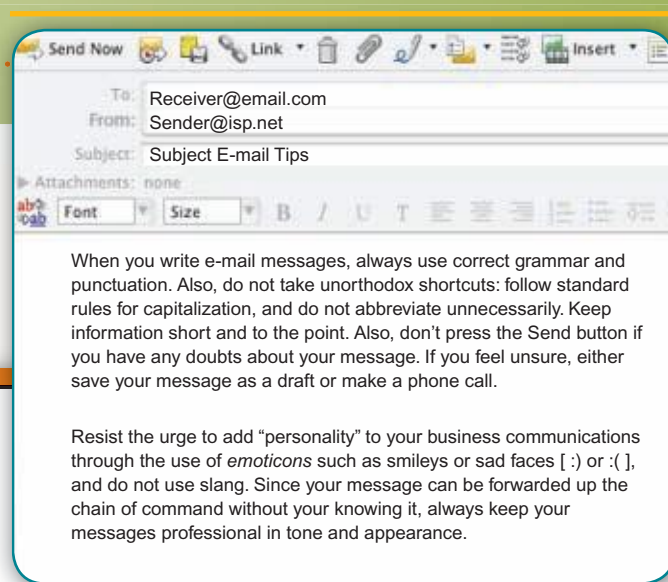 Send Now Link Insert
To: Receiver@email.com
From: Sender@isp.net
Subject: Subject E-mail Tips
Attachments: none
abc Font Size B I U T
When you write e-mail messages, always use correct grammar and
punctuation. Also, do not take unorthodox shortcuts: follow standard
rules for capitalization, and do not abbreviate unnecessarily. Keep
information short and to the point. Also, don’t press the Send button if
you have any doubts about your message. If you feel unsure, either
save your message as a draft or make a phone call.
Resist the urge to add “personality” to your business communications
through the use of emoticons such as smileys or sad faces [ :) or :( ],
and do not use slang. Since your message can be forwarded up the
chain of command without your knowing it, always keep your
messages professional in tone and appearance.